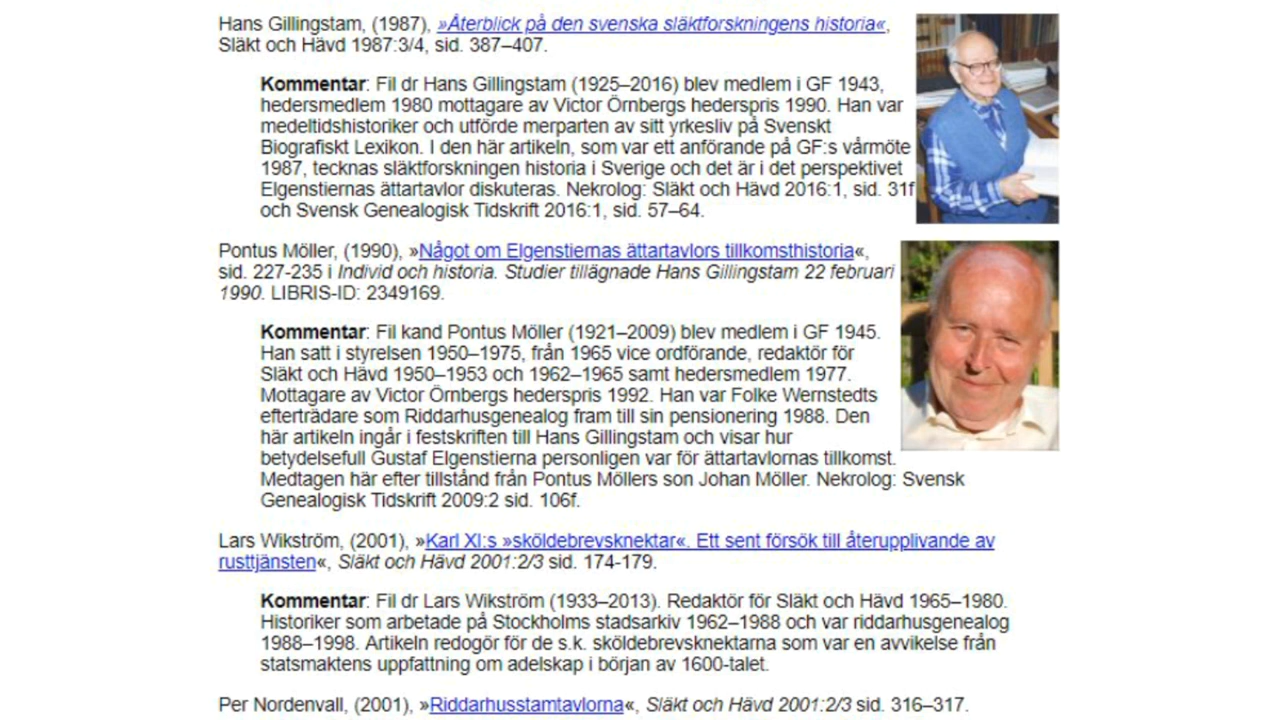 Hans Gillingstam, (1987), »Återblick på den svenska släktforskningens historia«,
Släkt och Hävd 1987:3/4, sid. 387–407.
Kommentar: Fil dr Hans Gillingstam (1925–2016) blev medlem i GF 1943,
hedersmedlem 1980 mottagare av Victor Örnbergs hederspris 1990. Han var
medeltidshistoriker och utförde merparten av sitt yrkesliv på Svenskt
Biografiskt Lexikon. I den här artikeln, som var ett anförande på GF:s vårmöte
1987, tecknas släktforskningen historia i Sverige och det är i det perspektivet
Elgenstiernas ättartavlor diskuteras. Nekrolog: Släkt och Hävd 2016:1, sid. 31f
och Svensk Genealogisk Tidskrift 2016:1, sid. 57–64.
Pontus Möller, (1990), »Något om Elgenstiernas ättartavlors tillkomsthistoria«,
sid. 227-235 i Individ och historia. Studier tillägnade Hans Gillingstam 22 februari
1990. LIBRIS-ID: 2349169.
Kommentar: Fil kand Pontus Möller (1921–2009) blev medlem i GF 1945.
Han satt i styrelsen 1950–1975, från 1965 vice ordförande, redaktör för
Släkt och Hävd 1950–1953 och 1962–1965 samt hedersmedlem 1977.
Mottagare av Victor Örnbergs hederspris 1992. Han var Folke Wernstedts
efterträdare som Riddarhusgenealog fram till sin pensionering 1988. Den
här artikeln ingår i festskriften till Hans Gillingstam och visar hur
betydelsefull Gustaf Elgenstierna personligen var för ättartavlornas tillkomst.
Medtagen här efter tillstånd från Pontus Möllers son Johan Möller. Nekrolog: Svensk
Genealogisk Tidskrift 2009:2 sid. 106f.
Lars Wikström, (2001), »Karl XI:s »sköldebrevsknektar«. Ett sent försök till återupplivande av
rusttjänsten«, Släkt och Hävd 2001:2/3 sid. 174-179.
Kommentar: Fil dr Lars Wikström (1933–2013). Redaktör för Släkt och Hävd 1965–1980.
Historiker som arbetade på Stockholms stadsarkiv 1962–1988 och var riddarhusgenealog
1988–1998. Artikeln redogör för de s.k. sköldebrevsknektarna som var en avvikelse från
statsmaktens uppfattning om adelskap i början av 1600-talet.
Per Nordenvall, (2001), »Riddarhusstamtavlorna«, Släkt och Hävd 2001:2/3 sid. 316–317.